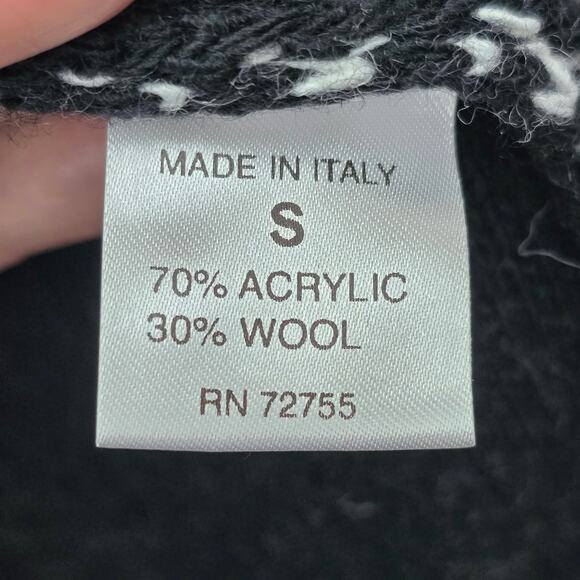 MADE IN ITALY
S
70% ACRYLIC
30% WOOL
RN 72755